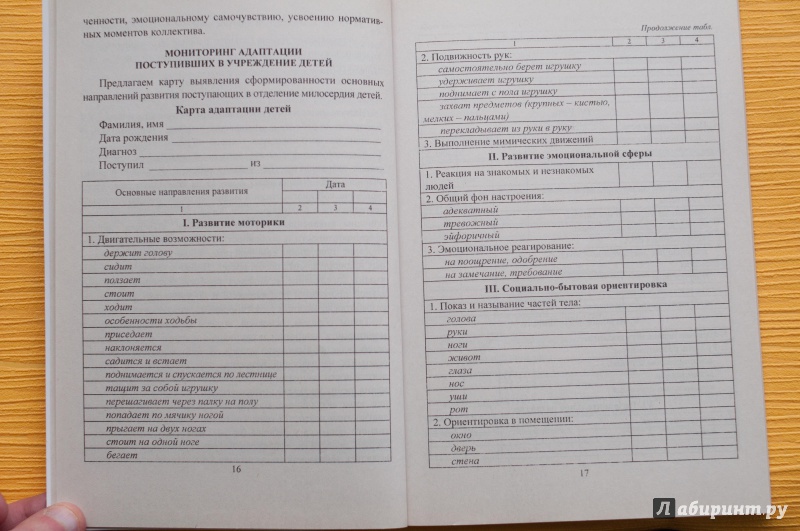 ченности, эмоциональному самочувствию, усвоению норматив-
ных моментов коллектива.
МОНИТОРИНГ АДАПТАЦИИ
ПОСТУПИВШИХ В УЧРЕЖДЕНИЕ ДЕТЕЙ
Предлагаем карту выявления сформированности основных
направлений развития поступающих в отделение милосердия детей.
Карта адаптации детей
Фамилия, имя
Дата рождения
Диагноз
Поступил из
Основные направления развития Дата
1 2 3 4
I. Развитие моторики
1. Двигательные возможности:
держит голову
сидит
ползает
стоит
ходит
особенности ходьбы
приседает
наклоняется
садится и встает
поднимается и спускается по лестнице
тащит за собой игрушку
перешагивает через палку на полу
попадает по мячику ногой
прыгает на двух ногах
стоит на одной ноге
бегает
16
Продолжение табл.
1 2 3 4
2. Подвижность рук:
самостоятельно берет игрушку
удерживает игрушку
поднимает с пола игрушку
захват предметов (крупных – кистью,
мелких – пальцами)
перекладывает из руки в руку
3. Выполнение мимических движений
II. Развитие эмоциональной сферы
1. Реакция на знакомых и незнакомых
людей
2. Общий фон настроения:
адекватный
тревожный
эйфоричный
3. Эмоциональное реагирование:
на поощрение, одобрение
на замечание, требование
III. Социально-бытовая ориентировка
1. Показ и называние частей тела:
голова
руки
ноги
живот
глаза
нос
уши
рот
2. Ориентировка в помещении:
окно
дверь
стена
17
Лабиринт.ру